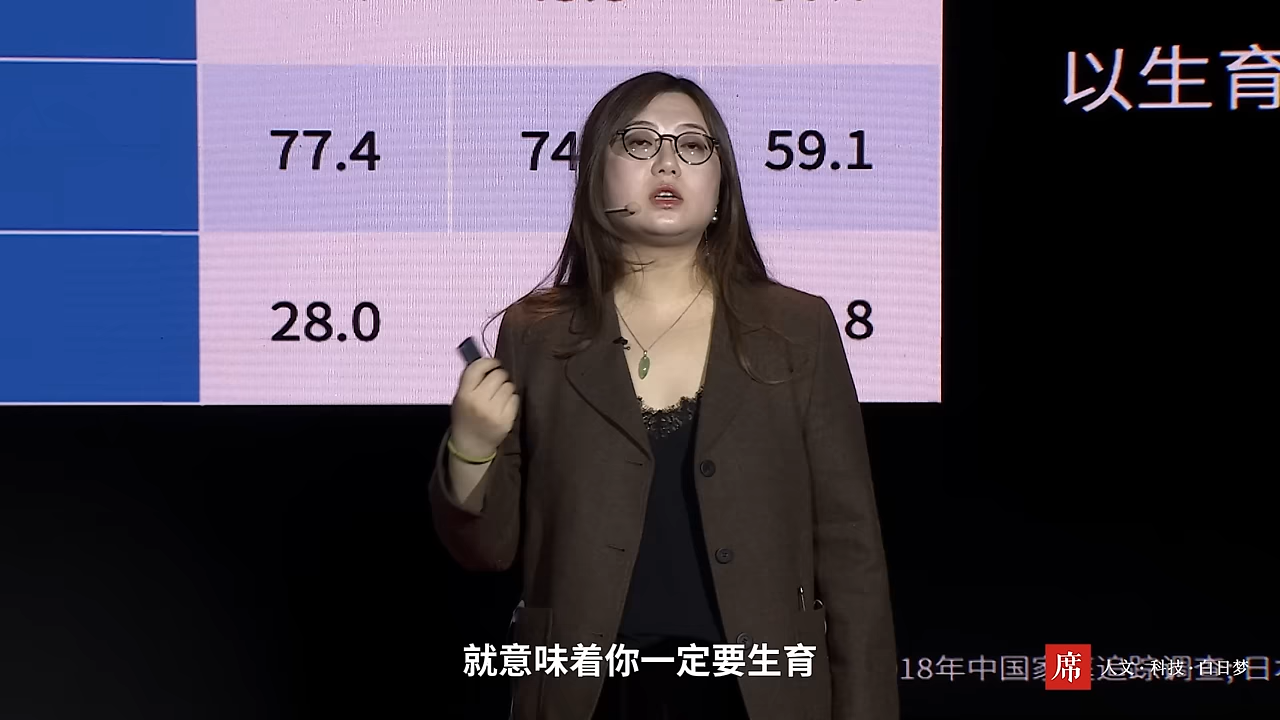 以生育
77.4 74 59.1
28.0 8
就意味着你一定要生育
18年中国家 追踪调查,日
席 人文·科技·白日梦